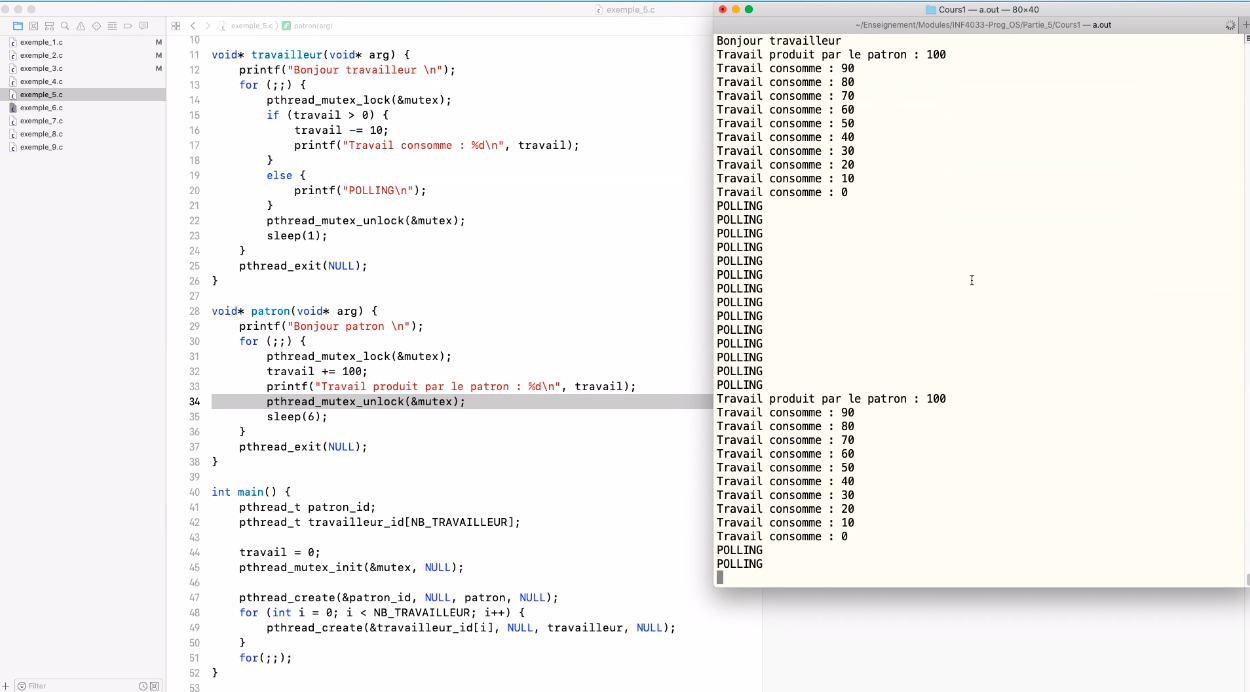 exemple_5.c
exemple_5.c 〉 patron(arg)
exemple_1.c M
exemple_2.c M
exemple_3.c M
exemple_4.c
exemple_5.c
exemple_6.c
exemple_7.c
exemple_8.c
exemple_9.c
Filter
10
11 void* travailleur(void* arg) {
12 printf("Bonjour travailleur \n");
13 for (;;) {
14 pthread_mutex_lock(&mutex);
15 if (travail > 0) {
16 travail -= 10;
17 printf("Travail consomme : %d\n", travail);
18 }
19 else {
20 printf("POLLING\n");
21 }
22 pthread_mutex_unlock(&mutex);
23 sleep(1);
24 }
25 pthread_exit(NULL);
26 }
27
28 void* patron(void* arg) {
29 printf("Bonjour patron \n");
30 for (;;) {
31 pthread_mutex_lock(&mutex);
32 travail += 100;
33 printf("Travail produit par le patron : %d\n", travail);
34 pthread_mutex_unlock(&mutex);
35 sleep(6);
36 }
37 pthread_exit(NULL);
38 }
39
40 int main() {
41 pthread_t patron_id;
42 pthread_t travailleur_id[NB_TRAVAILLEUR];
43
44 travail = 0;
45 pthread_mutex_init(&mutex, NULL);
46
47 pthread_create(&patron_id, NULL, patron, NULL);
48 for (int i = 0; i < NB_TRAVAILLEUR; i++) {
49 pthread_create(&travailleur_id[i], NULL, travailleur, NULL);
50 }
51 for(;;);
52 }
53
Cours1 — a.out — 80×40
~/Enseignement/Modules/INF4033-Prog_OS/Partie_5/Cours1 — a.out
Bonjour travailleur
Travail produit par le patron : 100
Travail consomme : 90
Travail consomme : 80
Travail consomme : 70
Travail consomme : 60
Travail consomme : 50
Travail consomme : 40
Travail consomme : 30
Travail consomme : 20
Travail consomme : 10
Travail consomme : 0
POLLING
POLLING
POLLING
POLLING
POLLING
POLLING
POLLING
POLLING
POLLING
POLLING
POLLING
POLLING
POLLING
POLLING
Travail produit par le patron : 100
Travail consomme : 90
Travail consomme : 80
Travail consomme : 70
Travail consomme : 60
Travail consomme : 50
Travail consomme : 40
Travail consomme : 30
Travail consomme : 20
Travail consomme : 10
Travail consomme : 0
POLLING
POLLING